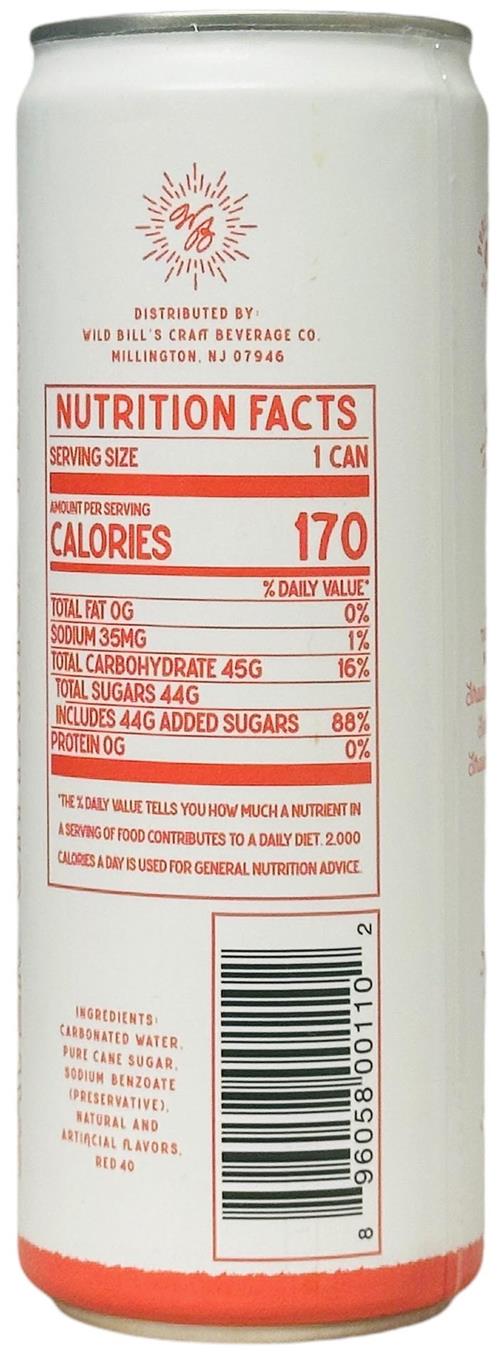 WB
DISTRIBUTED BY:
WILD BILL'S CRAFT BEVERAGE CO.
MILLINGTON, NJ 07946
NUTRITION FACTS
SERVING SIZE 1 CAN
AMOUNT PER SERVING
CALORIES 170
% DAILY VALUE*
TOTAL FAT 0G 0%
SODIUM 35MG 1%
TOTAL CARBOHYDRATE 45G 16%
TOTAL SUGARS 44G
INCLUDES 44G ADDED SUGARS 88%
PROTEIN 0G 0%
*THE % DAILY VALUE TELLS YOU HOW MUCH A NUTRIENT IN
A SERVING OF FOOD CONTRIBUTES TO A DAILY DIET. 2,000
CALORIES A DAY IS USED FOR GENERAL NUTRITION ADVICE.
INGREDIENTS:
CARBONATED WATER,
PURE CANE SUGAR,
SODIUM BENZOATE
(PRESERVATIVE),
NATURAL AND
ARTIFICIAL FLAVORS,
RED 40
8 96058 00110 2